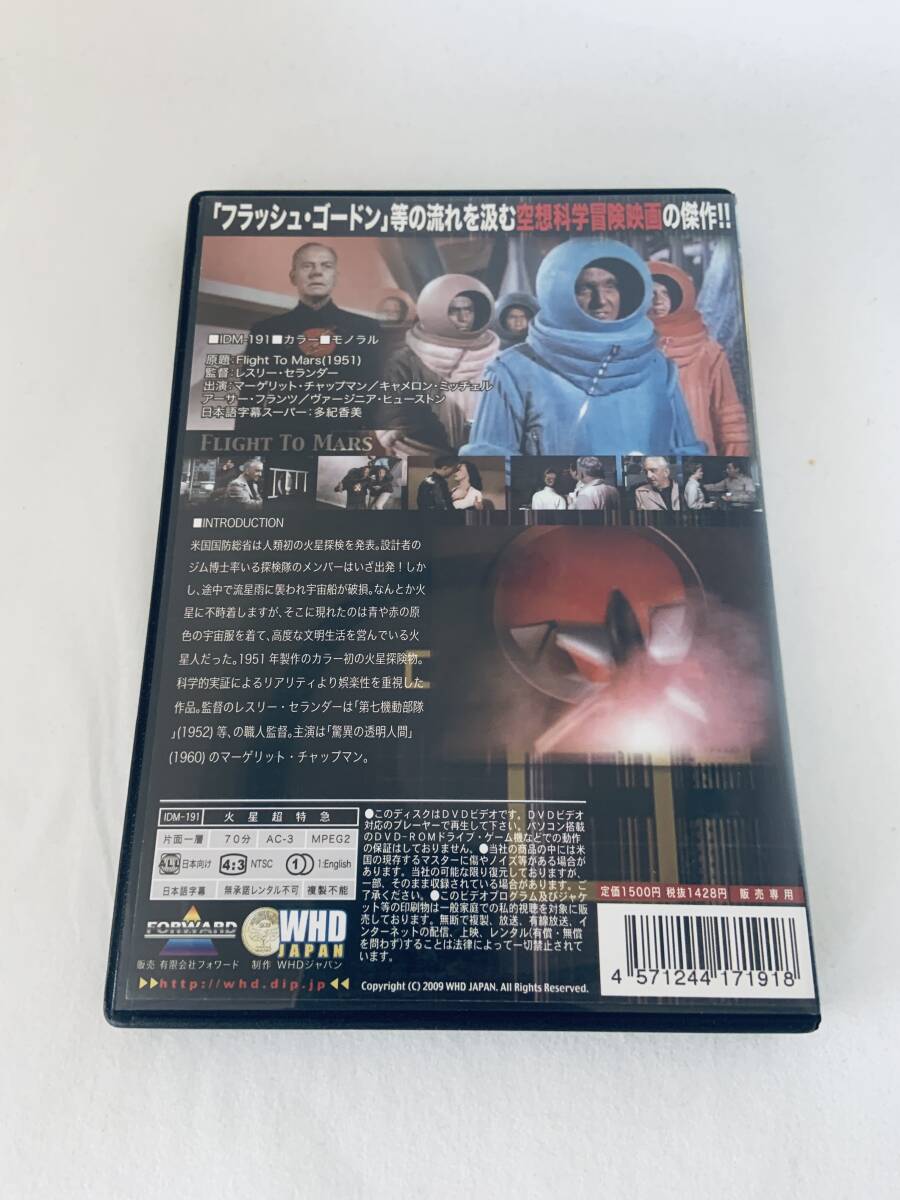 「フラッシュ・ゴードン」等の流れを汲む空想科学冒険映画の傑作!!
■IDM-191■カラー■モノラル
原題：Flight To Mars(1951)
監督：レスリー・セランダー
出演：マーゲリット・チャップマン／キャメロン・ミッチェル
アーサー・フランツ／ヴァージニア・ヒューストン
日本語字幕スーパー：多紀香美
FLIGHT TO MARS
■INTRODUCTION
米国国防総省は人類初の火星探検を発表。設計者の
ジム博士率いる探検隊のメンバーはいざ出発！しか
し、途中で流星雨に襲われ宇宙船が破損。なんとか火
星に不時着しますが、そこに現れたのは青や赤の原
色の宇宙服を着て、高度な文明生活を営んでいる火
星人だった。1951年製作のカラー初の火星探険物。
科学的実証によるリアリティより娯楽性を重視した
作品。監督のレスリー・セランダーは「第七機動部隊
」(1952)等、の職人監督。主演は「驚異の透明人間」
(1960)のマーゲリット・チャップマン。
IDM-191 火星超特急
片面一層 70分 AC-3 MPEG2
ALL 日本向け 4:3 NTSC 1 1:English
日本語字幕 無承諾レンタル不可 複製不能
●このディスクはDVDビデオです。DVDビデオ
対応のプレーヤーで再生して下さい。パソコン搭載
のDVD-ROMドライブ・ゲーム機などでの動作
の保証はしておりません。●当社の商品の中には米
国の現存するマスターに傷やノイズ等がある場合が
あります。当社の可能な限り復元しておりますが、
一部、そのまま収録されている場合があります。ご
了承ください。●このビデオプログラム及びジャケ
ット等の印刷物は一般家庭での私的視聴を対象に販
売しております。無断で複製、放送、有線放送、イ
ンターネットの配信、上映、レンタル(有償・無償
を問わず)することは法律によって一切禁止されて
います。
定価1500円 税抜1428円 販売専用
FORWARD
WHD
JAPAN
販売 有限会社フォワード 制作 WHDジャパン
▶▶http://whd.dip.jp◀◀
Copyright (C) 2009 WHD JAPAN. All Rights Reserved.
4 571244 171918